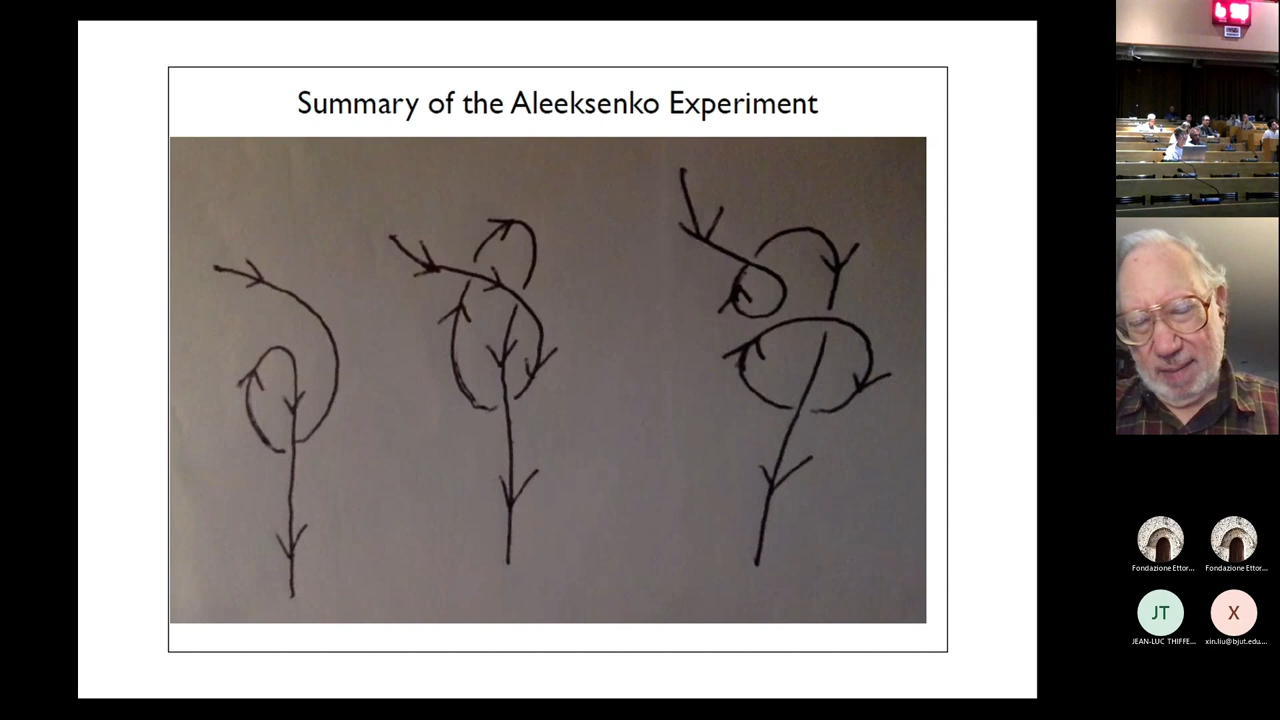 Summary of the Aleeksenko Experiment
Fondazione Ettor...
Fondazione Ettor...
JT
X
JEAN-LUC THIFFE...
xin.liu@bjut.edu....